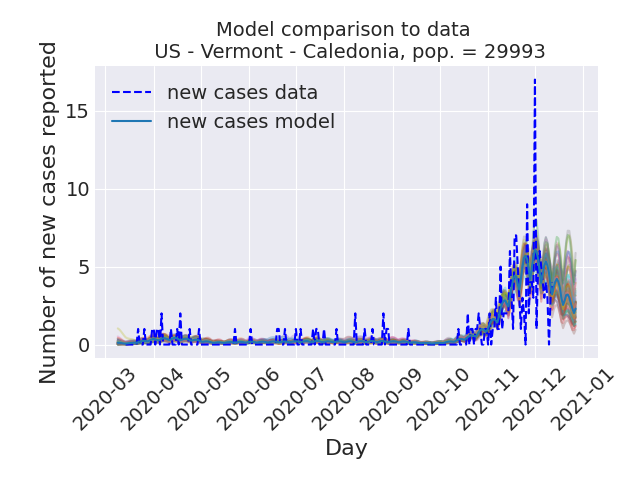 Model comparison to data
US - Vermont - Caledonia, pop. = 29993
new cases data
new cases model
Number of new cases reported
15
10
5
0
2020-03
2020-04
2020-05
2020-06
2020-07
2020-08
2020-09
2020-10
2020-11
2020-12
2021-01
Day